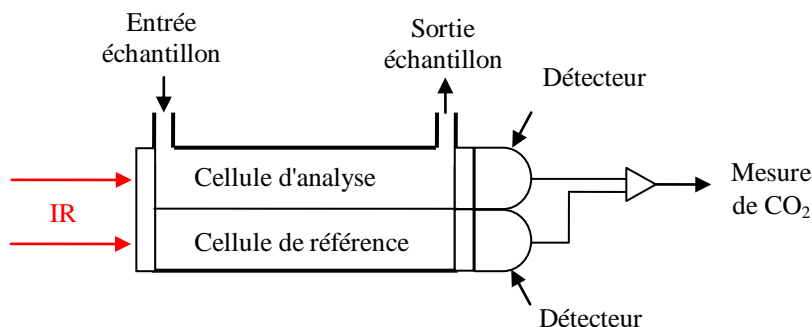 Entrée
échantillon
Sortie
échantillon
Détecteur
Cellule d'analyse
IR
Cellule de référence
Mesure
de CO₂
Détecteur